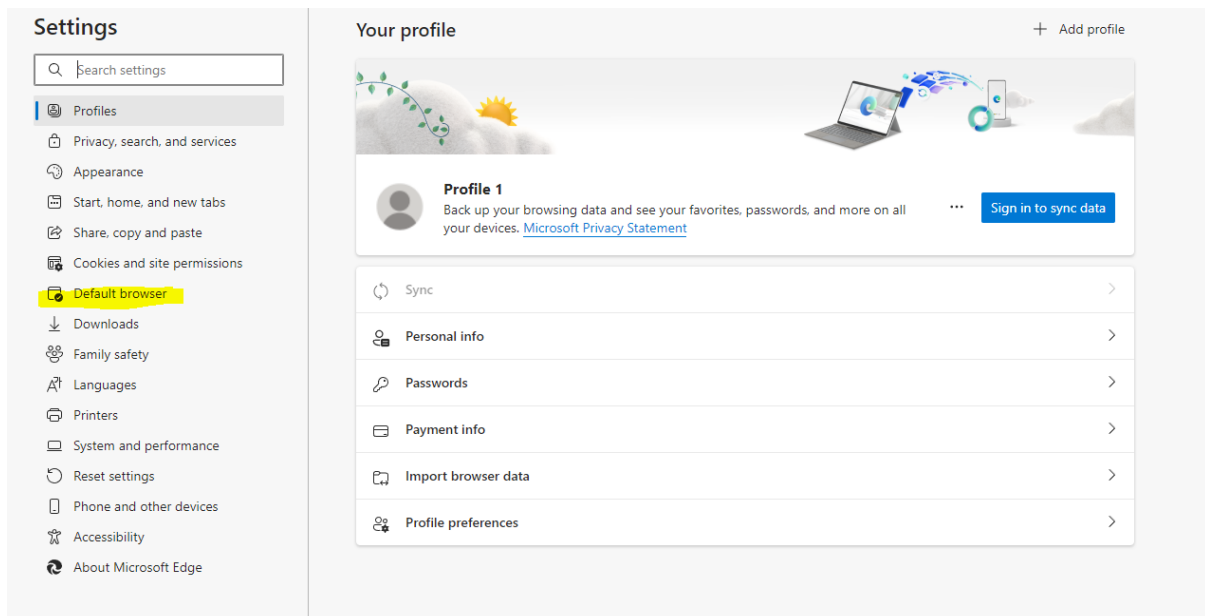 Settings
Search settings
Profiles
Privacy, search, and services
Appearance
Start, home, and new tabs
Share, copy and paste
Cookies and site permissions
Default browser
Downloads
Family safety
Languages
Printers
System and performance
Reset settings
Phone and other devices
Accessibility
About Microsoft Edge
Your profile
Add profile
Profile 1
Back up your browsing data and see your favorites, passwords, and more on all
your devices. Microsoft Privacy Statement
Sign in to sync data
Sync
Personal info
Passwords
Payment info
Import browser data
Profile preferences